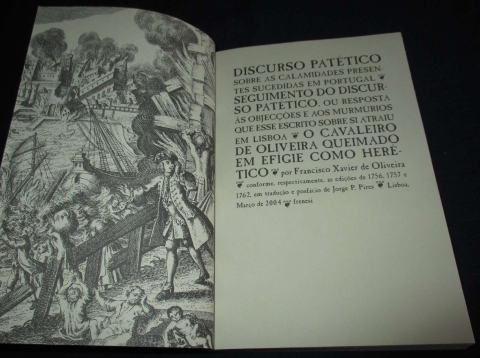 DISCURSO PATÉTICO
SOBRE AS CALAMIDADES PRESEN-
TES SUCEDIDAS EM PORTUGAL
SEGUIMENTO DO DISCUR-
SO PATÉTICO, OU RESPOSTA
ÀS OBJECÇÕES E AOS MURMÚRIOS
QUE ESSE ESCRITO SOBRE SI ATRAIU
EM LISBOA O CAVALEIRO
DE OLIVEIRA QUEIMADO
EM EFÍGIE COMO HERÉ-
TICO por Francisco Xavier de Oliveira
conforme, respectivamente, as edições de 1756, 1757 e
1762, em tradução e posfácio de Jorge P. Pires Lisboa,
Março de 2004 Frenesi